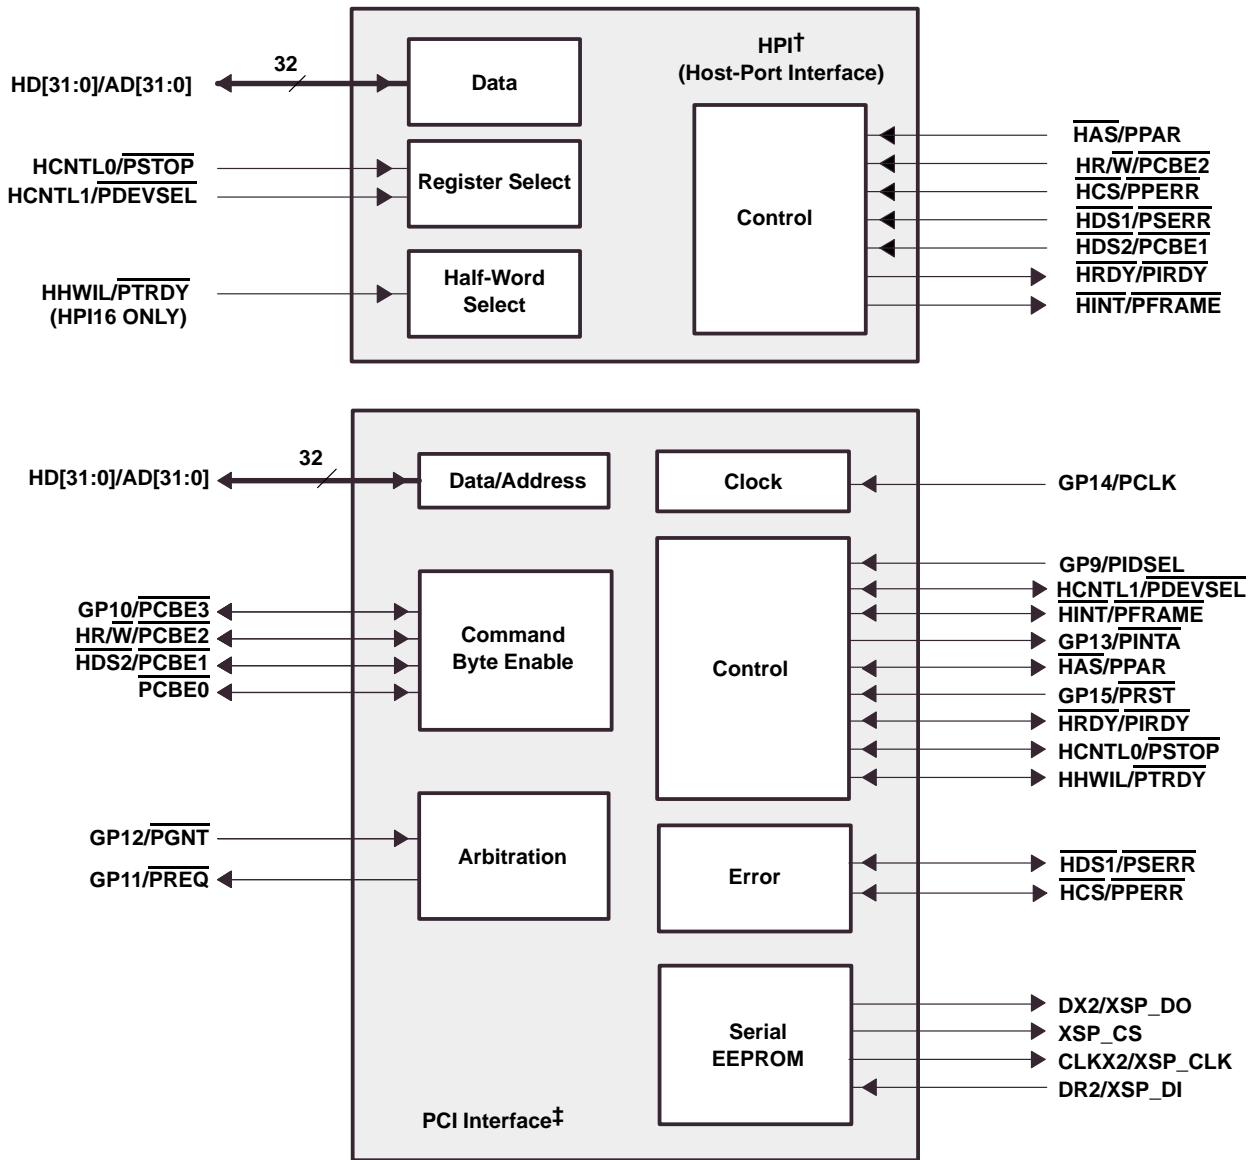 HPI†
(Host-Port Interface)
32
HD[31:0]/AD[31:0]
Data
HCNTL0/PSTOP
HCNTL1/PDEVSEL
Register Select
HHWIL/PTRDY
(HPI16 ONLY)
Half-Word
Select
Control
HAS/PPAR
HR/W/PCBE2
HCS/PPERR
HDS1/PSERR
HDS2/PCBE1
HRDY/PIRDY
HINT/PFRAME
32
HD[31:0]/AD[31:0]
Data/Address
Clock
GP14/PCLK
GP10/PCBE3
HR/W/PCBE2
HDS2/PCBE1
PCBE0
Command
Byte Enable
Control
GP9/PIDSEL
HCNTL1/PDEVSEL
HINT/PFRAME
GP13/PINTA
HAS/PPAR
GP15/PRST
HRDY/PIRDY
HCNTL0/PSTOP
HHWIL/PTRDY
GP12/PGNT
GP11/PREQ
Arbitration
Error
HDS1/PSERR
HCS/PPERR
Serial
EEPROM
DX2/XSP_DO
XSP_CS
CLKX2/XSP_CLK
DR2/XSP_DI
PCI Interface‡